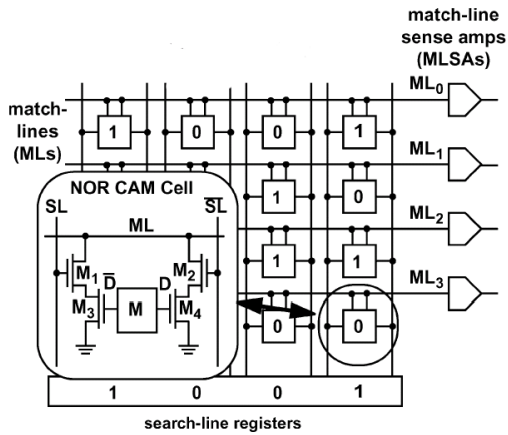 match-line
sense amps
(MLSAs)
ML0
match-
lines
(MLs)
1 0 0 1
ML1
NOR CAM Cell
1 0
SL ML S̅L̅
ML2
M1 D̅ D M2
1 1
M3 M M4
ML3
0 0
1 0 0 1
search-line registers